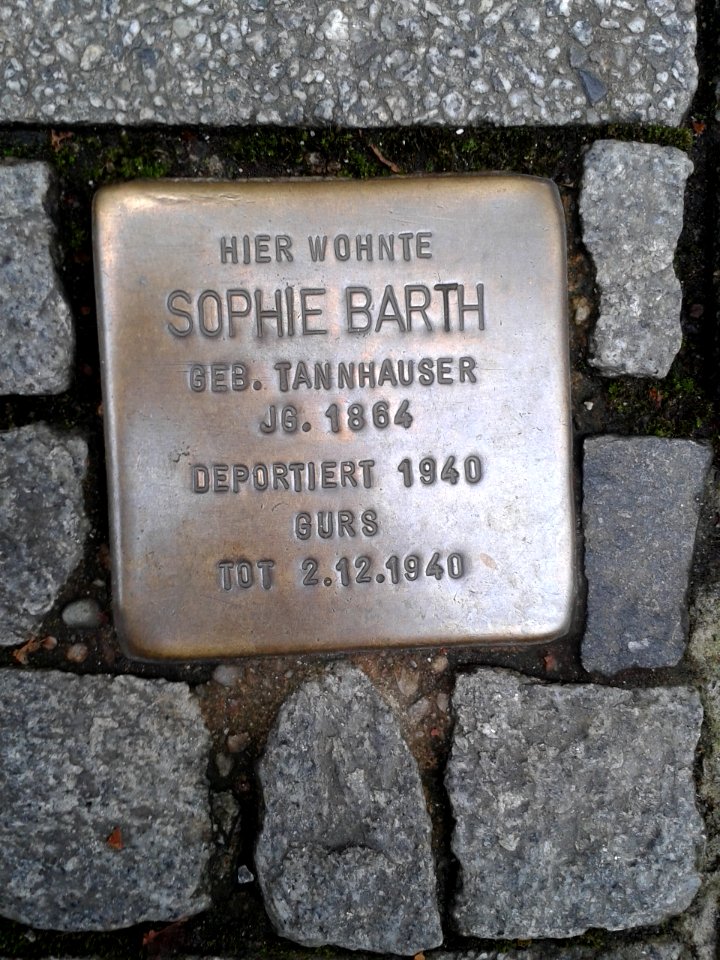 HIER WOHNTE
SOPHIE BARTH
GEB. TANNHAUSER
JG. 1864
DEPORTIERT 1940
GURS
TOT 2.12.1940